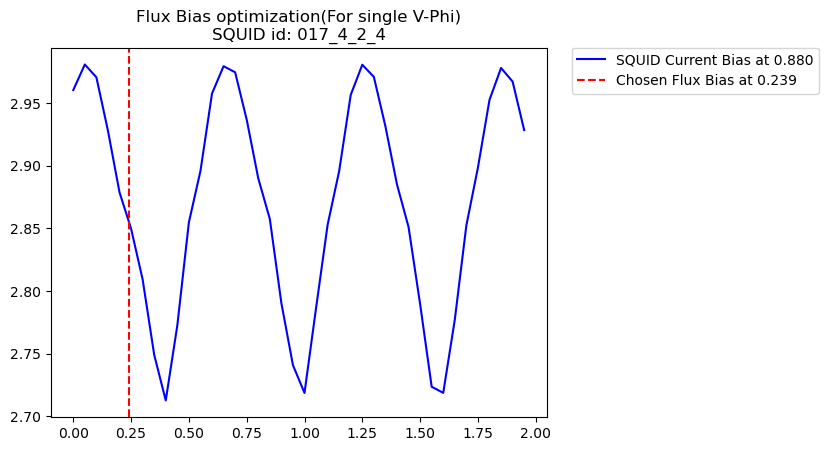 Flux Bias optimization(For single V-Phi)
SQUID id: 017_4_2_4
SQUID Current Bias at 0.880
Chosen Flux Bias at 0.239
2.95
2.90
2.85
2.80
2.75
2.70
0.00 0.25 0.50 0.75 1.00 1.25 1.50 1.75 2.00